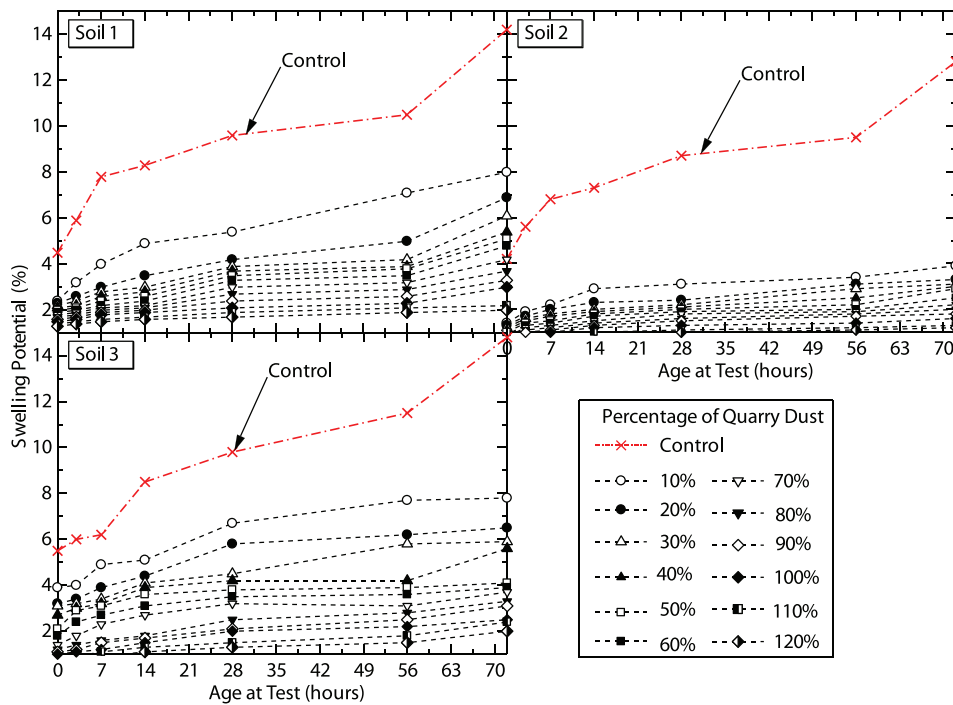 Soil 1
Soil 2
14
12
10
8
6
4
2
Control
Control
Swelling Potential (%)
0 7 14 21 28 35 42 49 56 63 70
Age at Test (hours)
Soil 3
14
12
10
8
6
4
2
Control
0 7 14 21 28 35 42 49 56 63 70
Age at Test (hours)
Percentage of Quarry Dust
Control
10% 70%
20% 80%
30% 90%
40% 100%
50% 110%
60% 120%